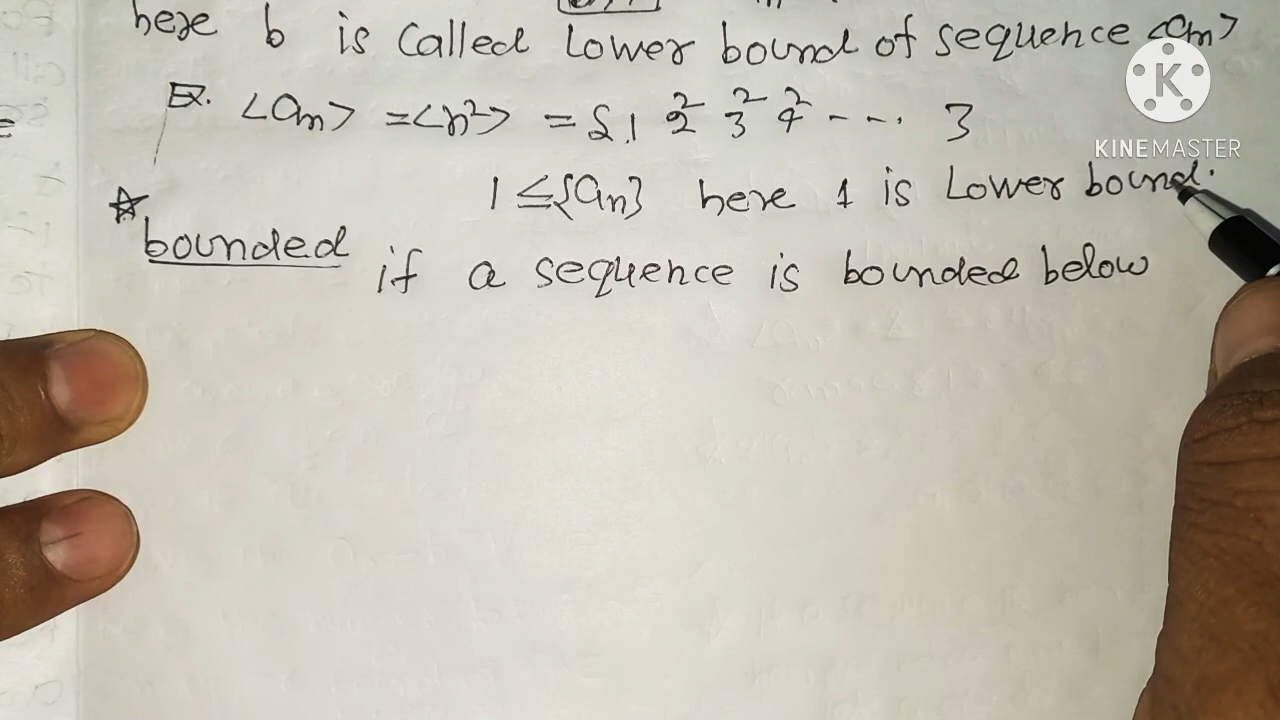 here b is called Lower bound of sequence <an>
K
KINEMASTER
Ex. <an> = <n²> = {1, 2² 3² 4² --.. }
1 ≤ {an} here 1 is Lower bound.
bounded if a sequence is bounded below